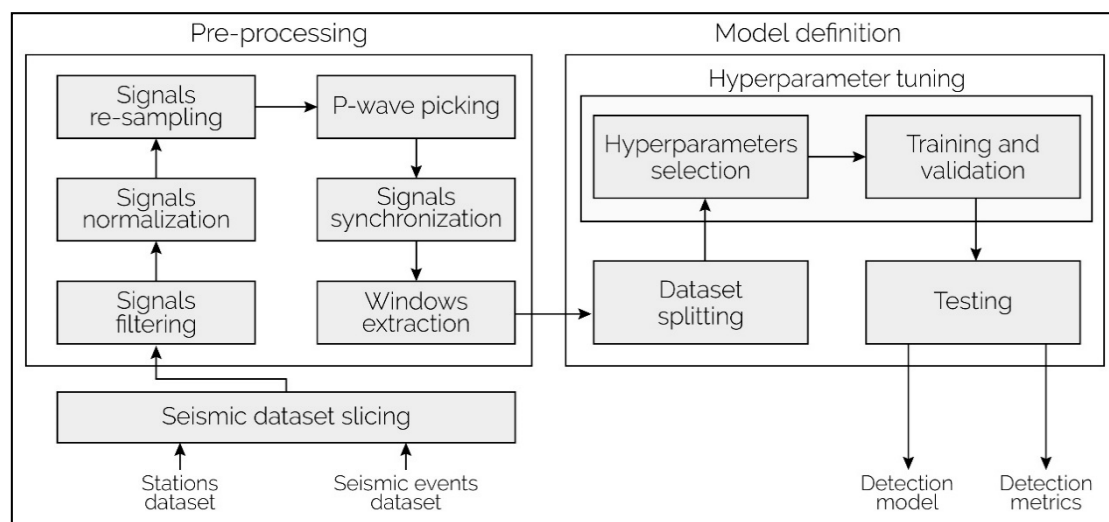 Pre-processing
Model definition
Signals
re-sampling
P-wave picking
Signals
normalization
Signals
synchronization
Signals
filtering
Windows
extraction
Hyperparameter tuning
Hyperparameters
selection
Training and
validation
Dataset
splitting
Testing
Seismic dataset slicing
Stations
dataset
Seismic events
dataset
Detection
model
Detection
metrics